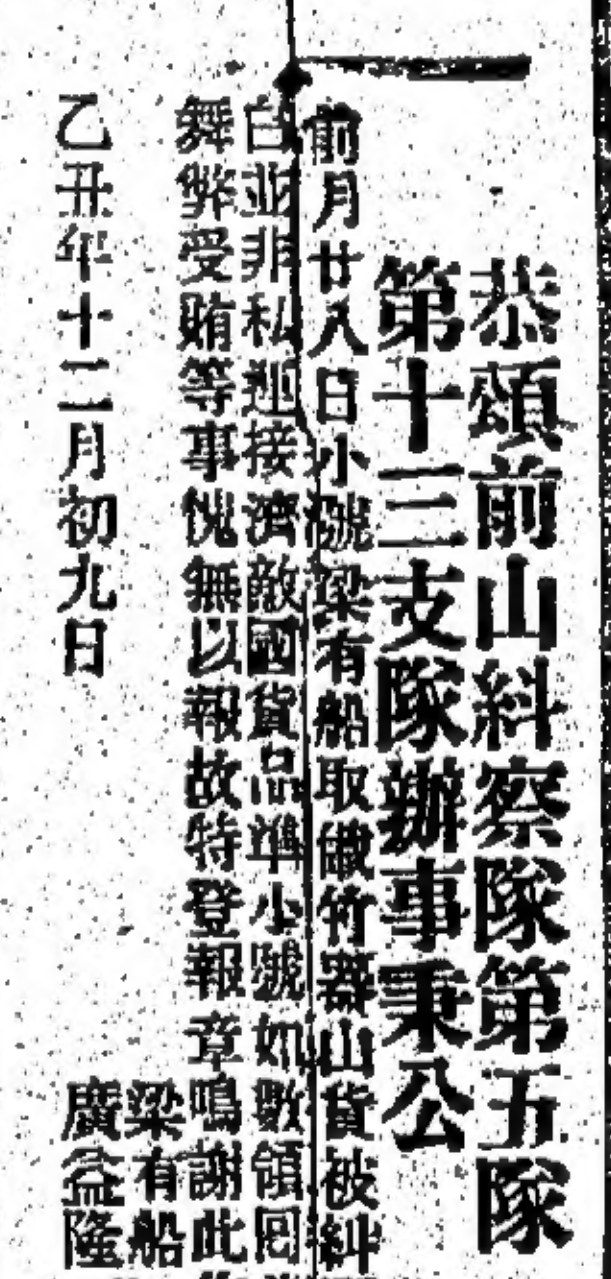 恭頌前山糾察隊第五隊
第十三支隊辦事秉公
前月廿八日小號梁有船取儎竹器山貨被糾
白並非私運接濟敵國貨品準小號如數領囘
舞弊受賄等事愧無以報故特登報章鳴謝此
梁有船
廣益隆
乙丑年十二月初九日